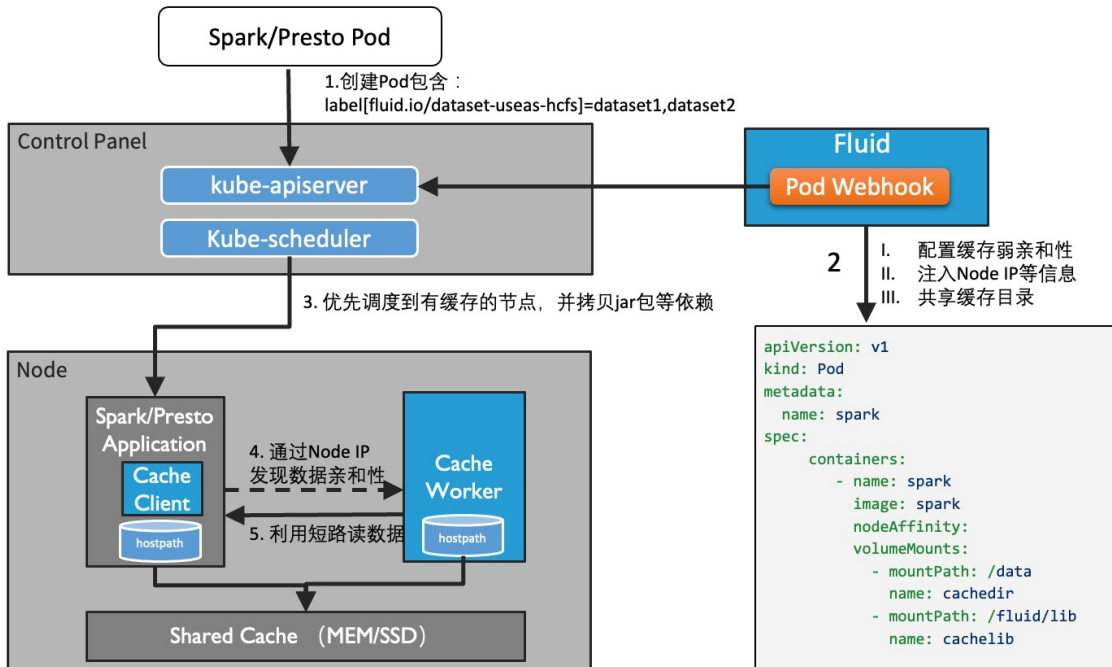 Spark/Presto Pod
1.创建Pod包含：
label[fluid.io/dataset-useas-hcfs]=dataset1,dataset2
Control Panel
kube-apiserver
Kube-scheduler
Fluid
Pod Webhook
2
I. 配置缓存弱亲和性
II. 注入Node IP等信息
III. 共享缓存目录
3. 优先调度到有缓存的节点，并拷贝jar包等依赖
Node
Spark/Presto
Application
Cache
Client
hostpath
4. 通过Node IP
发现数据亲和性
5. 利用短路读数据
Cache
Worker
hostpath
Shared Cache （MEM/SSD）
apiVersion: v1
kind: Pod
metadata:
name: spark
spec:
containers:
- name: spark
image: spark
nodeAffinity:
volumeMounts:
- mountPath: /data
name: cachedir
- mountPath: /fluid/lib
name: cachelib